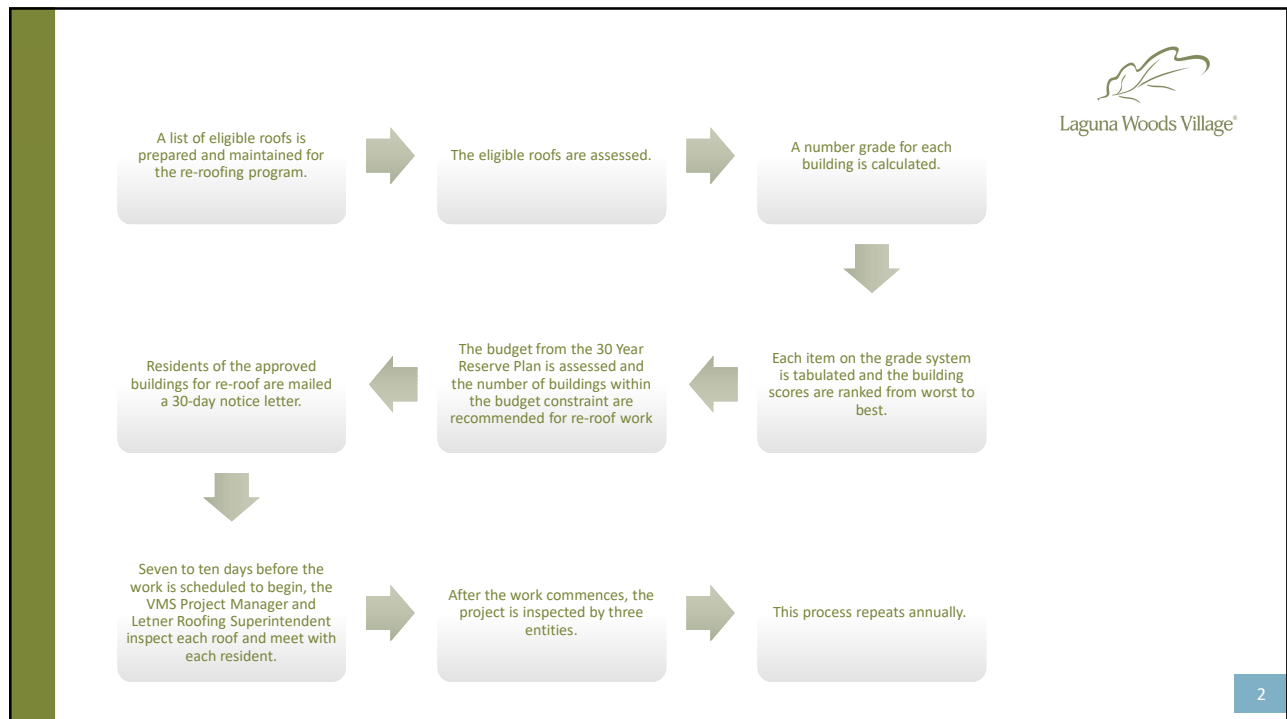 Laguna Woods Village®
A list of eligible roofs is
prepared and maintained for
the re-roofing program.
The eligible roofs are assessed.
A number grade for each
building is calculated.
Each item on the grade system
is tabulated and the building
scores are ranked from worst to
best.
The budget from the 30 Year
Reserve Plan is assessed and
the number of buildings within
the budget constraint are
recommended for re-roof work
Residents of the approved
buildings for re-roof are mailed
a 30-day notice letter.
Seven to ten days before the
work is scheduled to begin, the
VMS Project Manager and
Letner Roofing Superintendent
inspect each roof and meet with
each resident.
After the work commences, the
project is inspected by three
entities.
This process repeats annually.
2